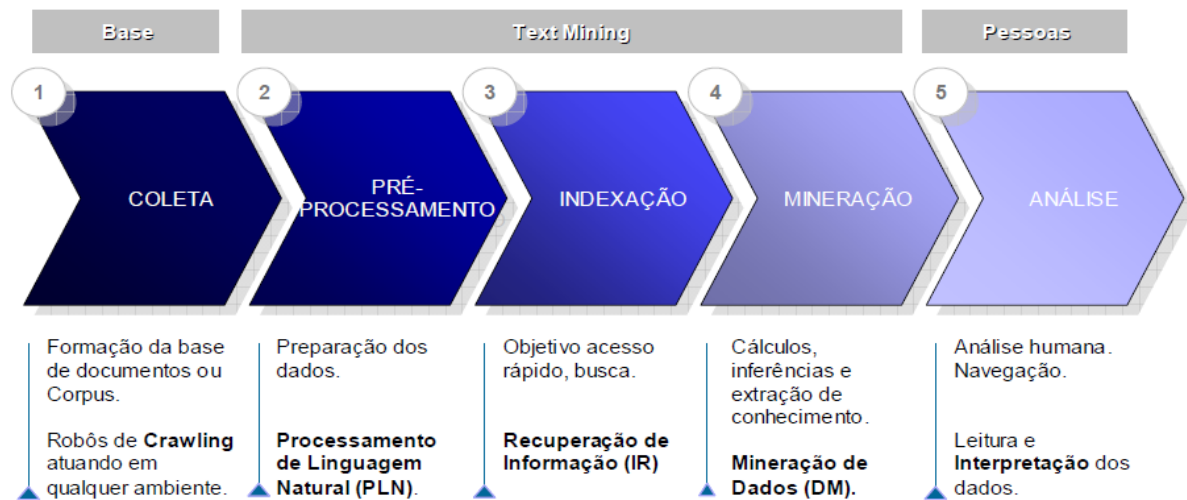 Base
Text Mining
Pessoas
1
2
3
4
5
COLETA
PRÉ-
PROCESSAMENTO
INDEXAÇÃO
MINERAÇÃO
ANÁLISE
Formação da base
de documentos ou
Corpus.
Robôs de Crawling
atuando em
qualquer ambiente.
Preparação dos
dados.
Processamento
de Linguagem
Natural (PLN).
Objetivo acesso
rápido, busca.
Recuperação de
Informação (IR)
Cálculos,
inferências e
extração de
conhecimento.
Mineração de
Dados (DM).
Análise humana.
Navegação.
Leitura e
Interpretação dos
dados.